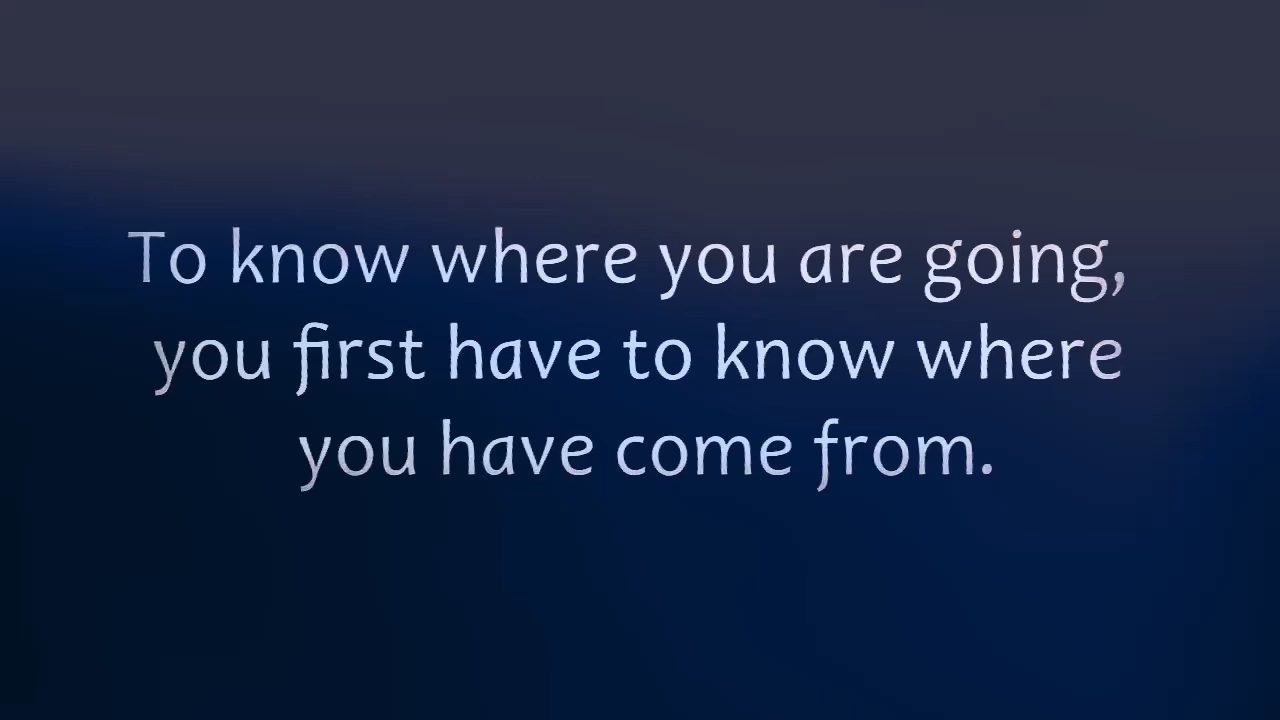 To know where you are going,
you first have to know where
you have come from.